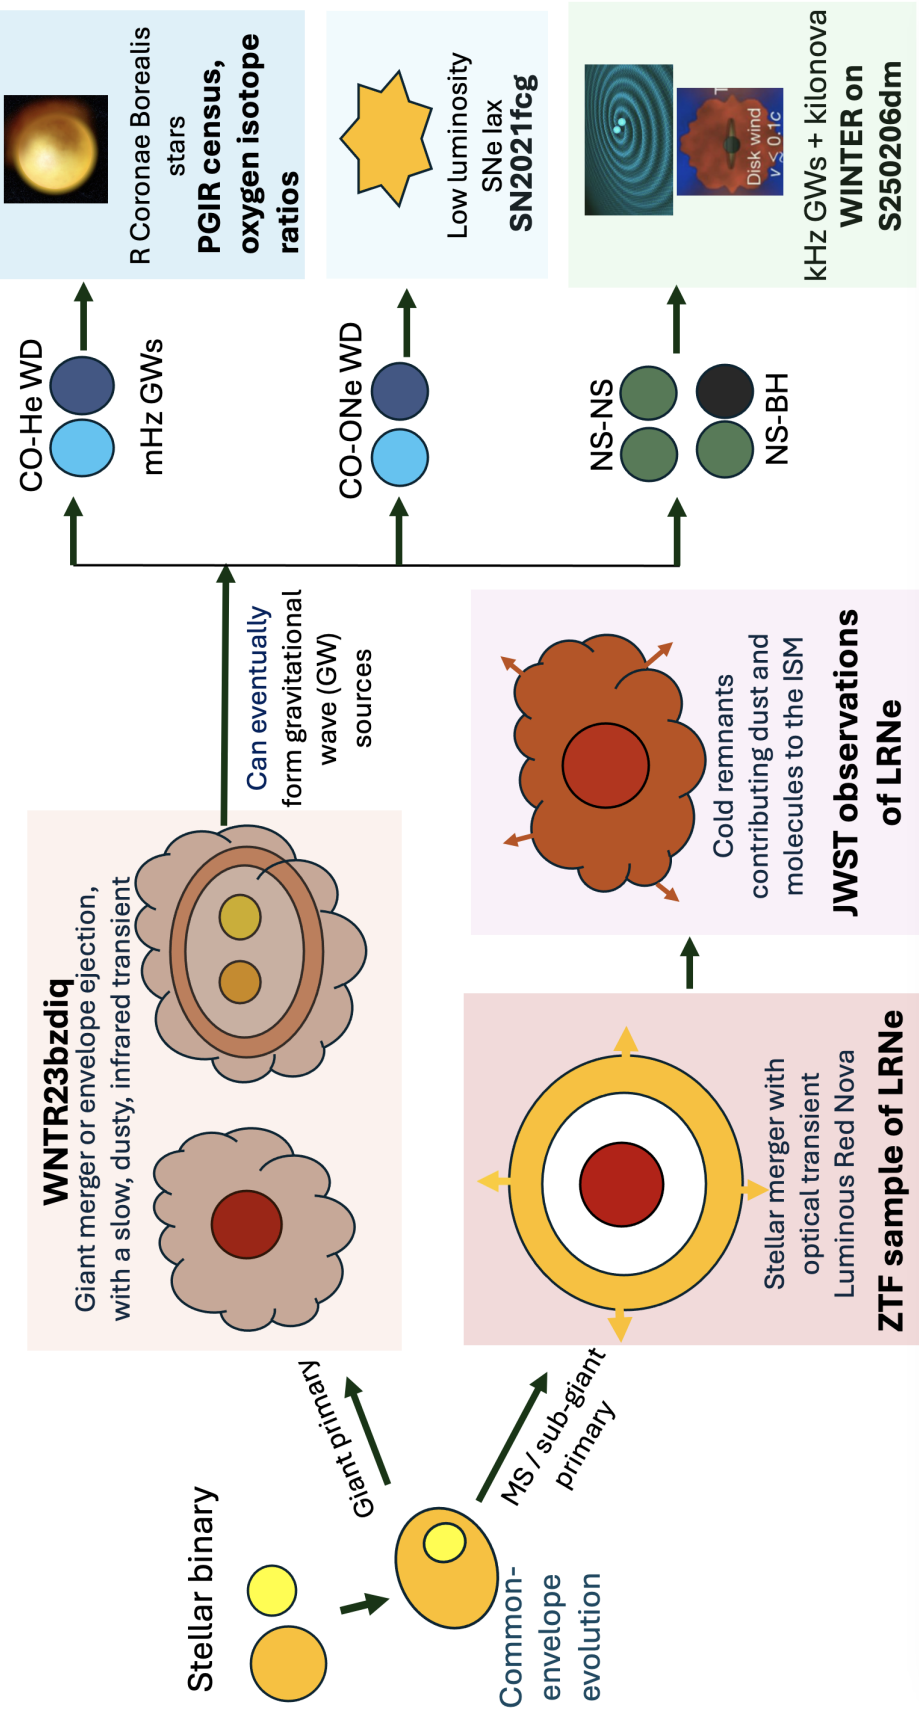 Stellar binary
Common-
envelope
evolution
Giant primary
MS / sub-giant
primary
WNTR23bzdiq
Giant merger or envelope ejection,
with a slow, dusty, infrared transient
Stellar merger with
optical transient
Luminous Red Nova
ZTF sample of LRNe
Cold remnants
contributing dust and
molecules to the ISM
JWST observations
of LRNe
Can eventually
form gravitational
wave (GW)
sources
CO-He WD
mHz GWs
CO-ONe WD
NS-NS
NS-BH
R Coronae Borealis
stars
PGIR census,
oxygen isotope
ratios
Low luminosity
SNe Iax
SN2021fcg
Disk wind
v ≲ 0.1c
kHz GWs + kilonova
WINTER on
S250206dm